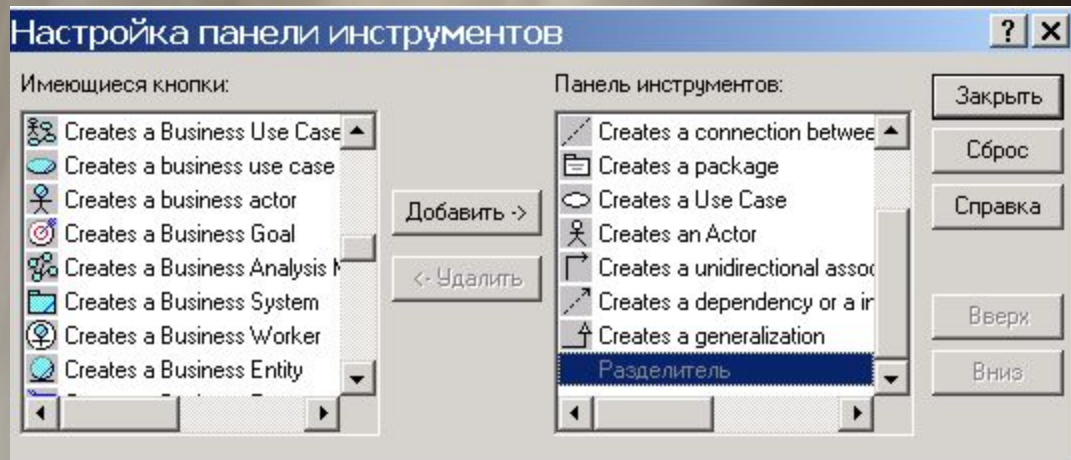 Настройка панели инструментов
Имеющиеся кнопки:
Creates a Business Use Case
Creates a business use case
Creates a business actor
Creates a Business Goal
Creates a Business Analysis
Creates a Business System
Creates a Business Worker
Creates a Business Entity
Добавить ->
<- Удалить
Панель инструментов:
Creates a connection betwee
Creates a package
Creates a Use Case
Creates an Actor
Creates a unidirectional assoc
Creates a dependency or a in
Creates a generalization
Разделитель
Закрыть
Сброс
Справка
Вверх
Вниз